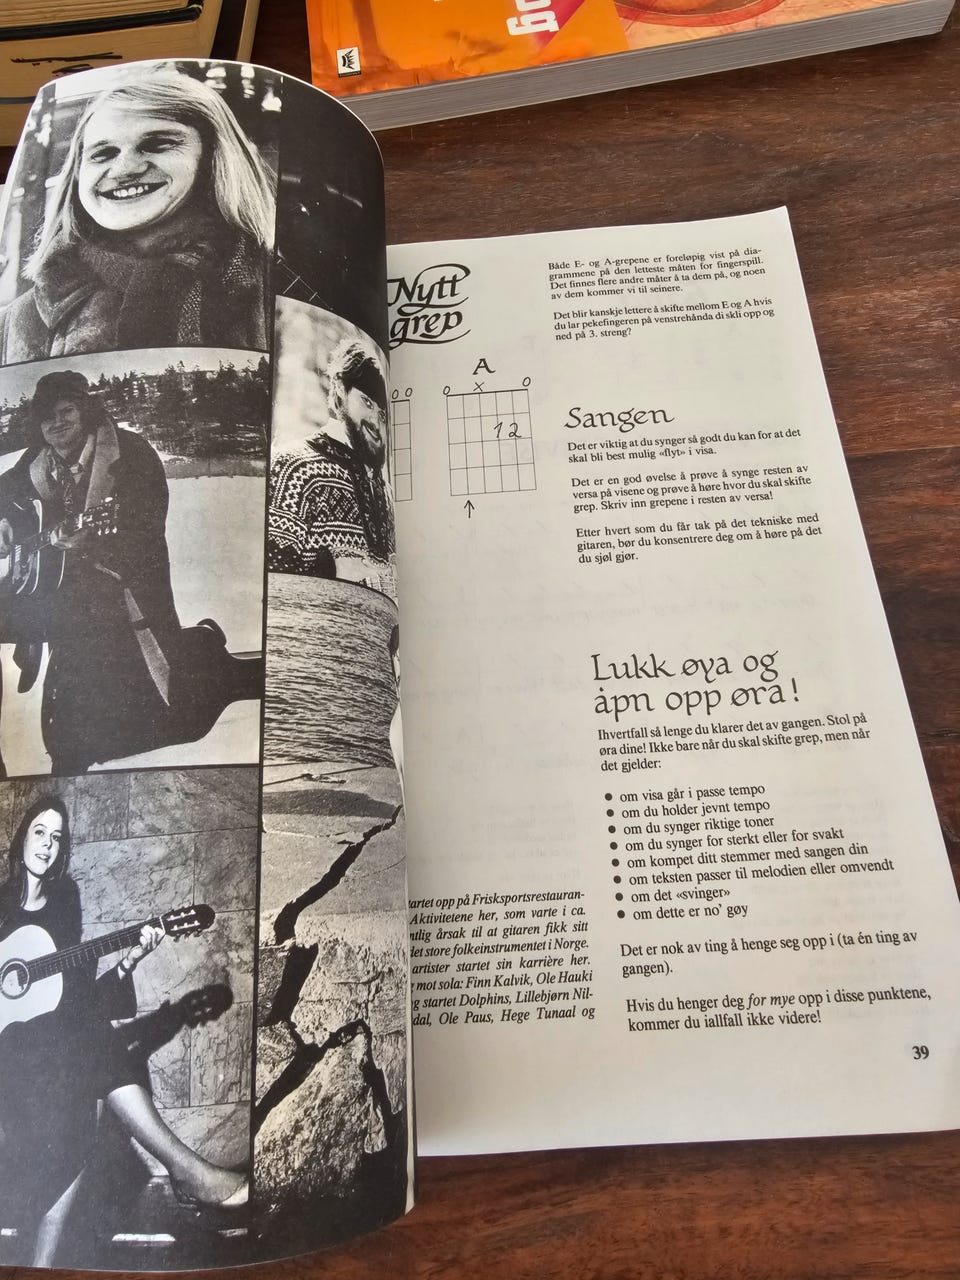 Nytt
grep
A
o o
o x o
1 2
Både E- og A-grepene er foreløpig vist på dia-
grammene på den letteste måten for fingerspill.
Det finnes flere andre måter å ta dem på, og noen
av dem kommer vi til seinere.
Det blir kanskje lettere å skifte mellom E og A hvis
du lar pekefingeren på venstrehånda di skli opp og
ned på 3. streng?
Sangen
Det er viktig at du synger så godt du kan for at det
skal bli best mulig «flyt» i visa.
Det er en god øvelse å prøve å synge resten av
versa på visene og prøve å høre hvor du skal skifte
grep. Skriv inn grepene i resten av versa!
Etter hvert som du får tak på det tekniske med
gitaren, bør du konsentrere deg om å høre på det
du sjøl gjør.
Lukk øya og
åpn opp øra!
Ihvertfall så lenge du klarer det av gangen. Stol på
øra dine! Ikke bare når du skal skifte grep, men når
det gjelder:
● om visa går i passe tempo
● om du holder jevnt tempo
● om du synger riktige toner
● om du synger for sterkt eller for svakt
● om kompet ditt stemmer med sangen din
● om teksten passer til melodien eller omvendt
● om det «svinger»
● om dette er no' gøy
Det er nok av ting å henge seg opp i (ta én ting av
gangen).
Hvis du henger deg for mye opp i disse punktene,
kommer du iallfall ikke videre!
artet opp på Frisksportsrestauran-
Aktivitetene her, som varte i ca.
ntlig årsak til at gitaren fikk sitt
det store folkeinstrumentet i Norge.
artister startet sin karrière her.
mot sola: Finn Kalvik, Ole Hauki
g startet Dolphins, Lillebjørn Nil-
dal, Ole Paus, Hege Tunaal og
39